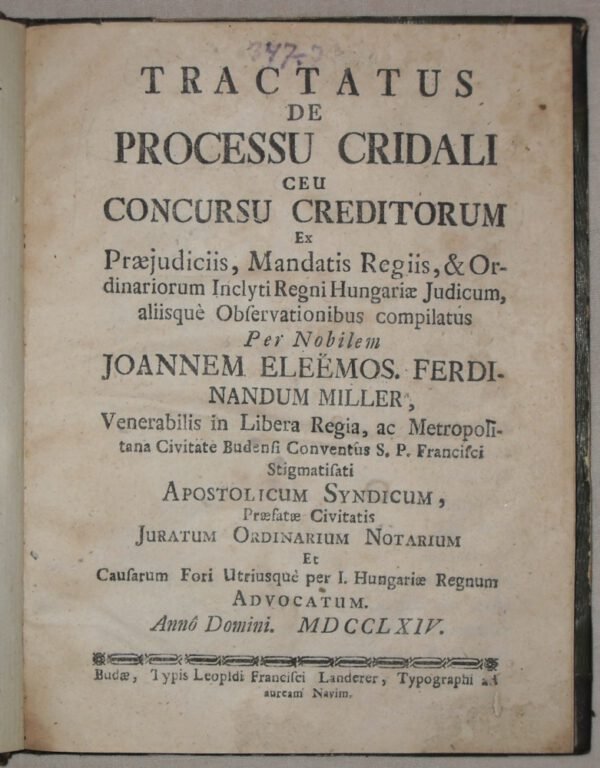 347.
TRACTATUS
DE
PROCESSU CRIDALI
CEU
CONCURSU CREDITORUM
Ex
Præjudiciis, Mandatis Regiis, & Or-
dinariorum Inclyti Regni Hungariæ Judicum,
aliisquè Obſervationibus compilatus
Per Nobilem
JOANNEM ELEËMOS. FERDI-
NANDUM MILLER,
Venerabilis in Libera Regia, ac Metropoli-
tana Civitate Budenſi Conventûs S. P. Franciſci
Stigmatiſati
APOSTOLICUM SYNDICUM,
Præfatæ Civitatis
JURATUM ORDINARIUM NOTARIUM
Et
Cauſarum Fori Utriusquè per I. Hungariæ Regnum
ADVOCATUM.
Annô Domini. MDCCLXIV.
Budæ, Typis Leopldi Franciſci Landerer, Typographi ad
auream Navim.